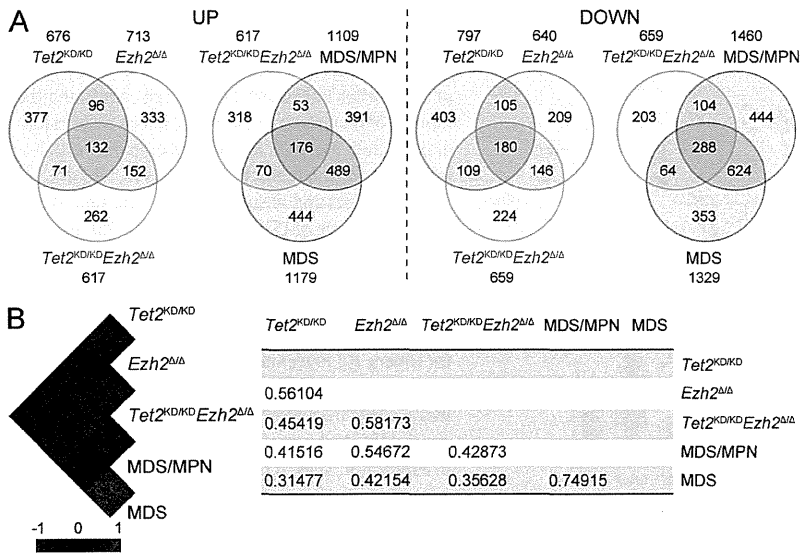 A UP DOWN
676 713 617 1109 797 640 659 1460
Tet2KD/KD Ezh2Δ/Δ Tet2KD/KDEzh2Δ/Δ MDS/MPN Tet2KD/KD Ezh2Δ/Δ Tet2KD/KDEzh2Δ/Δ MDS/MPN
96 53 105 104
377 333 318 391 403 209 203 444
132 176 180 288
71 152 70 489 109 146 64 624
262 444 224 353
Tet2KD/KDEzh2Δ/Δ MDS Tet2KD/KDEzh2Δ/Δ MDS
617 1179 659 1329
B
Tet2KD/KD
Ezh2Δ/Δ
Tet2KD/KDEzh2Δ/Δ
MDS/MPN
MDS
-1 0 1
Tet2KD/KD Ezh2Δ/Δ Tet2KD/KDEzh2Δ/Δ MDS/MPN MDS
Tet2KD/KD
0.56104 Ezh2Δ/Δ
0.45419 0.58173 Tet2KD/KDEzh2Δ/Δ
0.41516 0.54672 0.42873 MDS/MPN
0.31477 0.42154 0.35628 0.74915 MDS